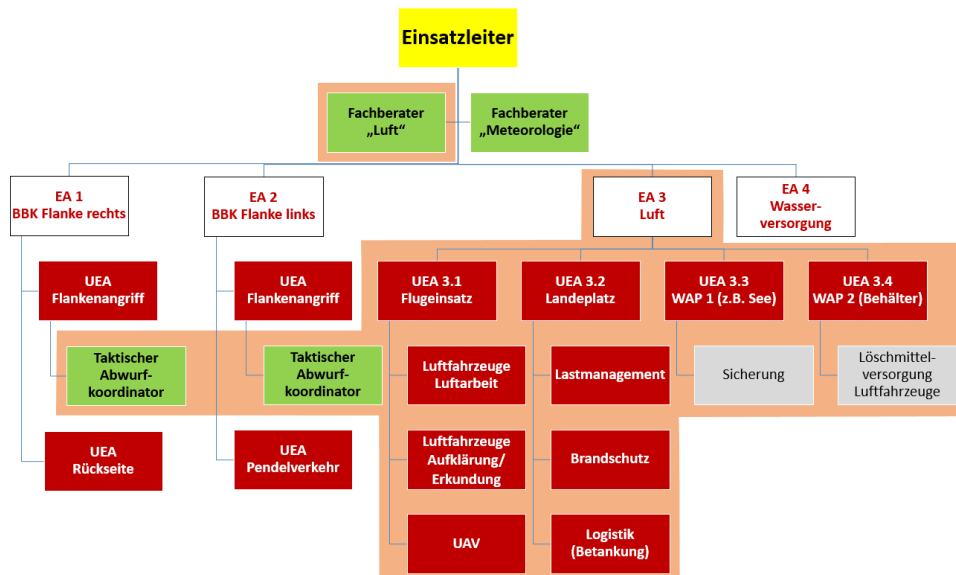 Einsatzleiter
Fachberater
„Luft“
Fachberater
„Meteorologie“
EA 1
BBK Flanke rechts
EA 2
BBK Flanke links
EA 3
Luft
EA 4
Wasser-
versorgung
UEA
Flankenangriff
UEA
Flankenangriff
UEA 3.1
Flugeinsatz
UEA 3.2
Landeplatz
UEA 3.3
WAP 1 (z.B. See)
UEA 3.4
WAP 2 (Behälter)
Taktischer
Abwurf-
koordinator
Taktischer
Abwurf-
koordinator
Luftfahrzeuge
Luftarbeit
Lastmanagement
Sicherung
Löschmittel-
versorgung
Luftfahrzeuge
UEA
Rückseite
UEA
Pendelverkehr
Luftfahrzeuge
Aufklärung/
Erkundung
Brandschutz
UAV
Logistik
(Betankung)